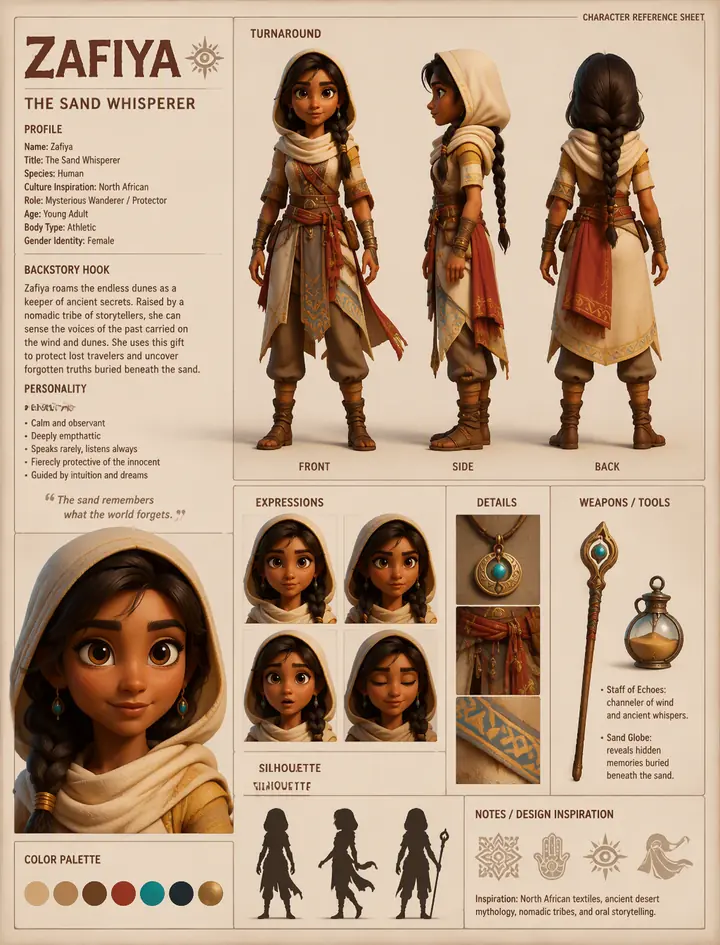 CHARACTER REFERENCE SHEET
ZAFIYA
THE SAND WHISPERER
PROFILE
Name: Zafiya
Title: The Sand Whisperer
Species: Human
Culture Inspiration: North African
Role: Mysterious Wanderer / Protector
Age: Young Adult
Body Type: Athletic
Gender Identity: Female
BACKSTORY HOOK
Zafiya roams the endless dunes as a
keeper of ancient secrets. Raised by a
nomadic tribe of storytellers, she can
sense the voices of the past carried on
the wind and dunes. She uses this gift
to protect lost travelers and uncover
forgotten truths buried beneath the sand.
PERSONALITY
• Calm and observant
• Deeply empthattic
• Speaks rarely, listens always
• Fierecly protective of the innocent
• Guided by intuition and dreams
“The sand remembers
what the world forgets.”
TURNAROUND
FRONT
SIDE
BACK
EXPRESSIONS
DETAILS
WEAPONS / TOOLS
• Staff of Echoes:
channeler of wind
and ancient whispers.
• Sand Globe:
reveals hidden
memories buried
beneath the sand.
SILHOUETTE
COLOR PALETTE
NOTES / DESIGN INSPIRATION
Inspiration: North African textiles, ancient desert
mythology, nomadic tribes, and oral storytelling.